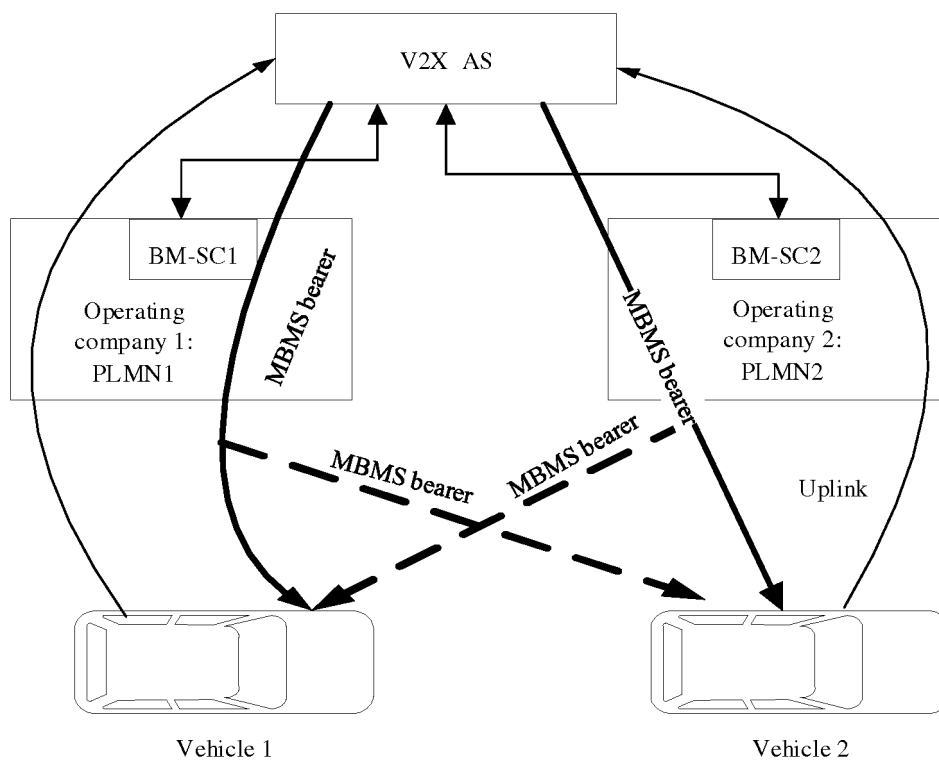 V2X AS
BM-SC1
BM-SC2
Operating
company 1:
PLMN1
MBMS bearer
MBMS bearer
Operating
company 2:
PLMN2
MBMS bearer
MBMS bearer
Uplink
Vehicle 1
Vehicle 2